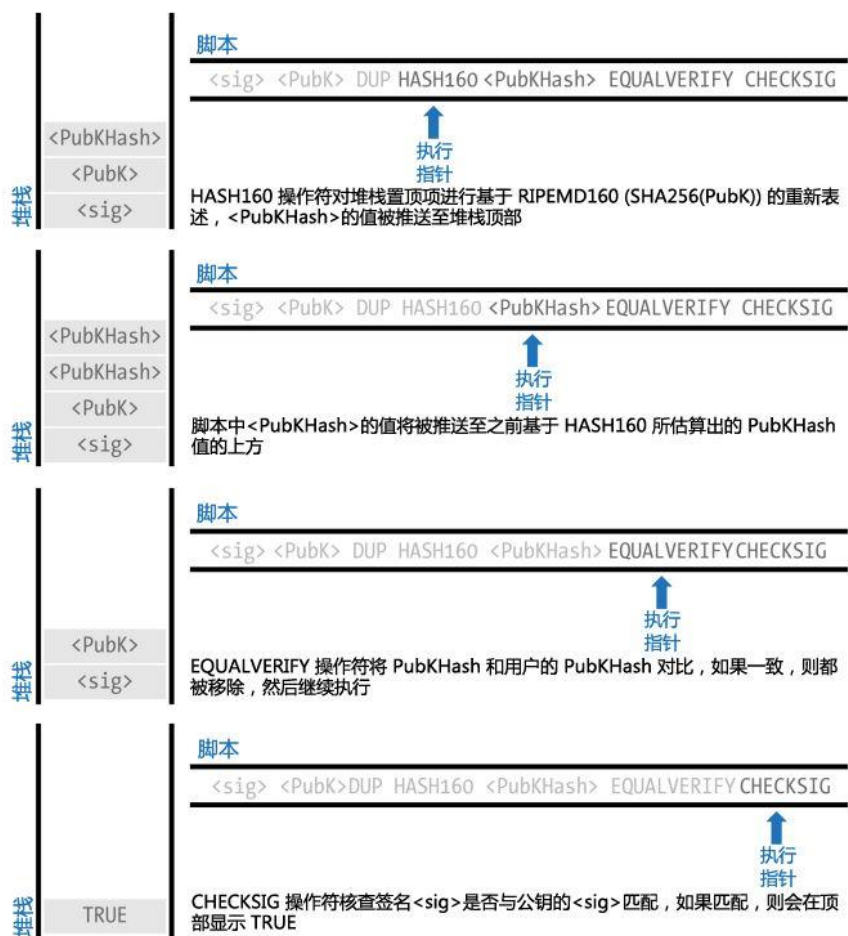 脚本
<sig> <PubK> DUP HASH160 <PubKHash> EQUALVERIFY CHECKSIG
执行
指针
<PubKHash>
<PubK>
<sig>
堆栈
HASH160 操作符对堆栈置顶项进行基于 RIPEMD160 (SHA256(PubK)) 的重新表
述，<PubKHash>的值被推送至堆栈顶部
脚本
<sig> <PubK> DUP HASH160 <PubKHash> EQUALVERIFY CHECKSIG
执行
指针
<PubKHash>
<PubKHash>
<PubK>
<sig>
堆栈
脚本中<PubKHash>的值将被推送至之前基于 HASH160 所估算出的 PubKHash
值的上方
脚本
<sig> <PubK> DUP HASH160 <PubKHash> EQUALVERIFY CHECKSIG
执行
指针
<PubK>
<sig>
堆栈
EQUALVERIFY 操作符将 PubKHash 和用户的 PubKHash 对比，如果一致，则都
被移除，然后继续执行
脚本
<sig> <PubK>DUP HASH160 <PubKHash> EQUALVERIFY CHECKSIG
执行
指针
TRUE
堆栈
CHECKSIG 操作符核查签名<sig>是否与公钥的<sig>匹配，如果匹配，则会在顶
部显示 TRUE